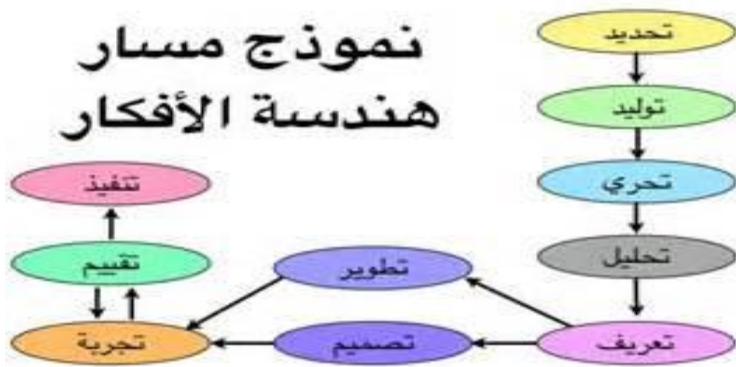 نموذج مسار
هندسة الأفكار
تحديد
توليد
تحري
تحليل
تعريف
تطوير
تصميم
تجربة
تقييم
تنفيذ